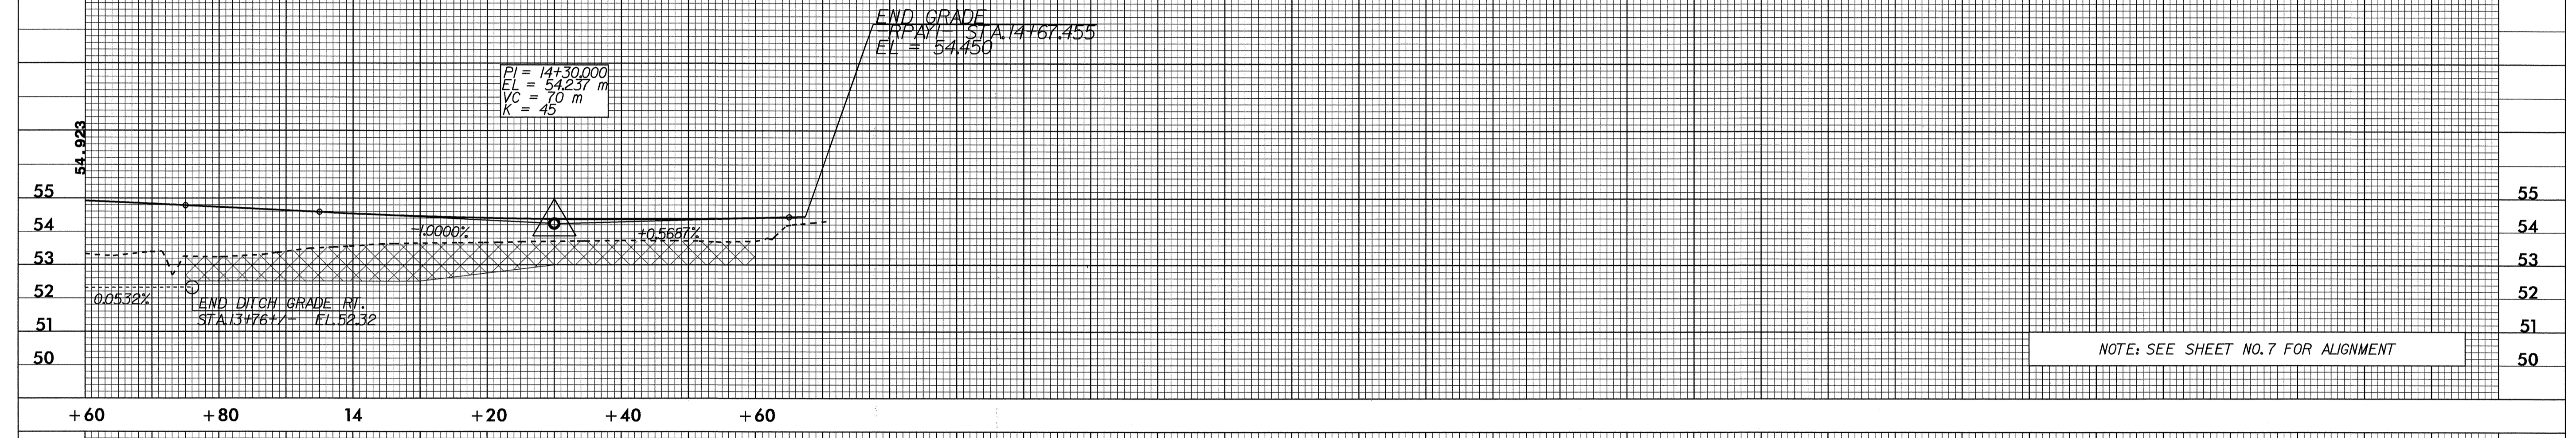 END GRADE
-RPAY1- STA.14+67.455
EL = 54.450
PI = 14+30.000
EL = 54.237 m
VC = 70 m
K = 45
54.923
55
55
54
-1.0000%
+0.5687%
54
53
53
52
0.0532%
END DITCH GRADE RT.
52
STA.13+76+/- EL.52.32
51
51
NOTE: SEE SHEET NO. 7 FOR ALIGNMENT
50
50
+60
+80
14
+20
+40
+60